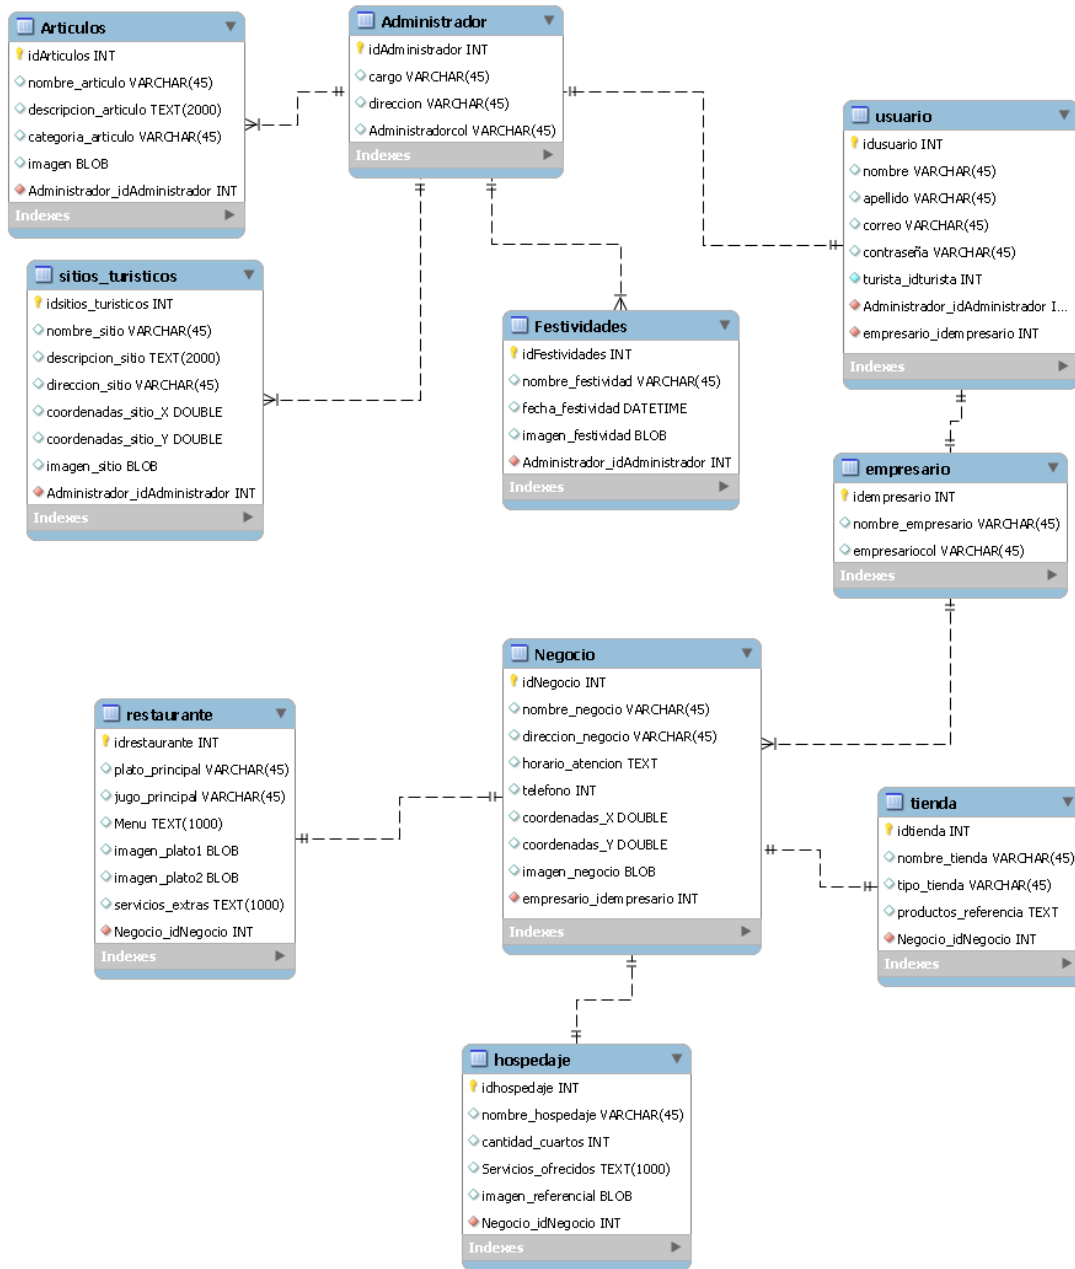 Articulos
idArticulos INT
nombre_articulo VARCHAR(45)
descripcion_articulo TEXT(2000)
categoria_articulo VARCHAR(45)
imagen BLOB
Administrador_idAdministrador INT
Indexes
Administrador
idAdministrador INT
cargo VARCHAR(45)
direccion VARCHAR(45)
Administradorcol VARCHAR(45)
Indexes
usuario
idusuario INT
nombre VARCHAR(45)
apellido VARCHAR(45)
correo VARCHAR(45)
contraseña VARCHAR(45)
turista_idturista INT
Administrador_idAdministrador I...
empresario_idempresario INT
Indexes
sitios_turisticos
idsitios_turisticos INT
nombre_sitio VARCHAR(45)
descripcion_sitio TEXT(2000)
direccion_sitio VARCHAR(45)
coordenadas_sitio_X DOUBLE
coordenadas_sitio_Y DOUBLE
imagen_sitio BLOB
Administrador_idAdministrador INT
Indexes
Festividades
idFestividades INT
nombre_festividad VARCHAR(45)
fecha_festividad DATETIME
imagen_festividad BLOB
Administrador_idAdministrador INT
Indexes
empresario
idempresario INT
nombre_empresario VARCHAR(45)
empresariocol VARCHAR(45)
Indexes
Negocio
idNegocio INT
nombre_negocio VARCHAR(45)
direccion_negocio VARCHAR(45)
horario_atencion TEXT
telefono INT
coordenadas_X DOUBLE
coordenadas_Y DOUBLE
imagen_negocio BLOB
empresario_idempresario INT
Indexes
restaurante
idrestaurante INT
plato_principal VARCHAR(45)
jugo_principal VARCHAR(45)
Menu TEXT(1000)
imagen_plato1 BLOB
imagen_plato2 BLOB
servicios_extras TEXT(1000)
Negocio_idNegocio INT
Indexes
tienda
idtienda INT
nombre_tienda VARCHAR(45)
tipo_tienda VARCHAR(45)
productos_referencia TEXT
Negocio_idNegocio INT
Indexes
hospedaje
idhospedaje INT
nombre_hospedaje VARCHAR(45)
cantidad_cuartos INT
Servicios_ofrecidos TEXT(1000)
imagen_referencial BLOB
Negocio_idNegocio INT
Indexes